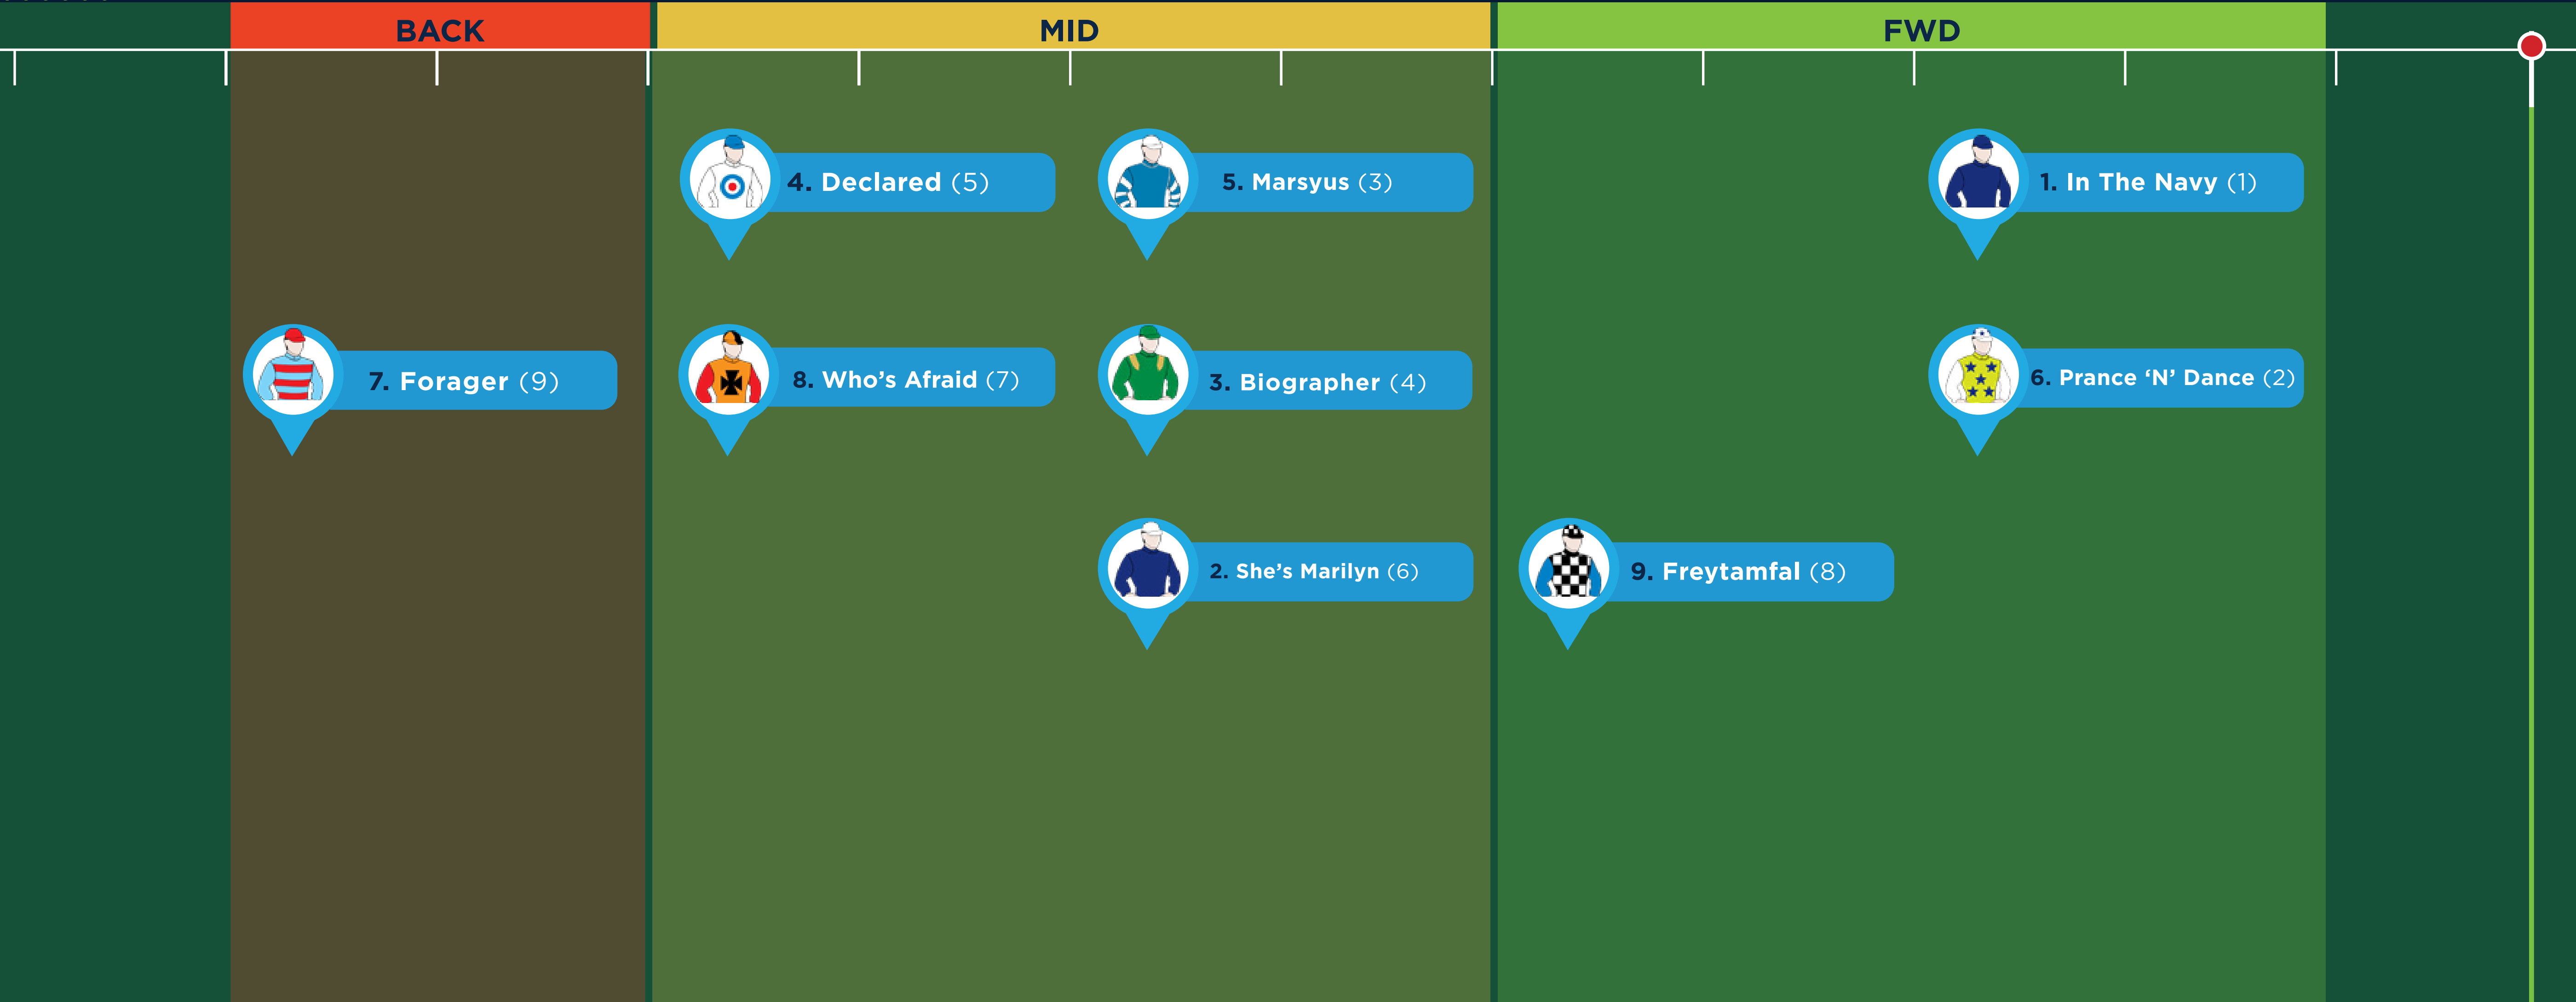 BACK MID FWD
4. Declared (5)
5. Marsyus (3)
1. In The Navy (1)
7. Forager (9)
8. Who’s Afraid (7)
3. Biographer (4)
6. Prance ‘N’ Dance (2)
2. She’s Marilyn (6)
9. Freytamfal (8)